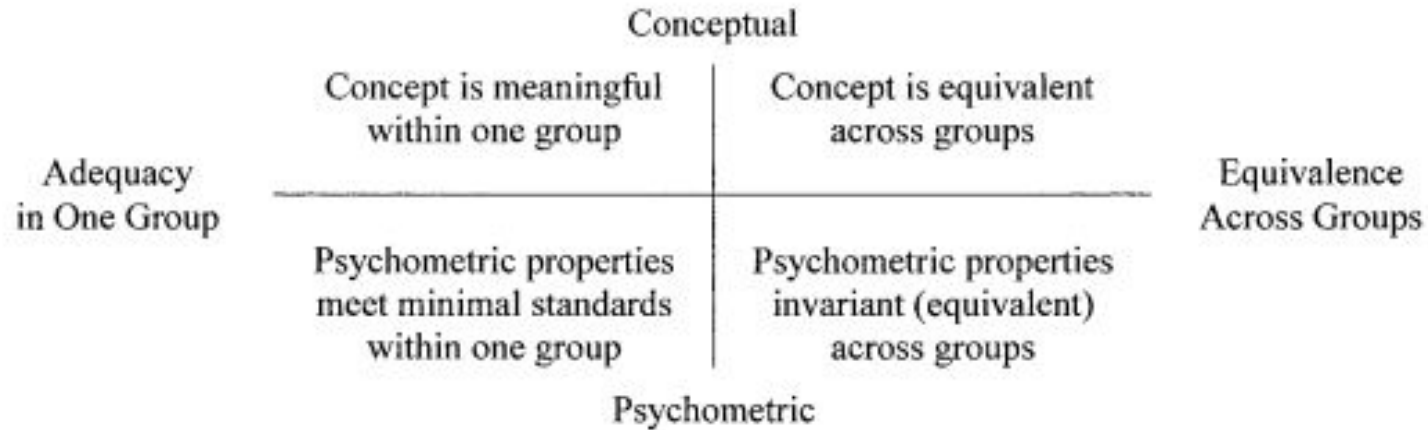 Conceptual
Concept is meaningful
within one group
Concept is equivalent
across groups
Adequacy
in One Group
Equivalence
Across Groups
Psychometric properties
meet minimal standards
within one group
Psychometric properties
invariant (equivalent)
across groups
Psychometric